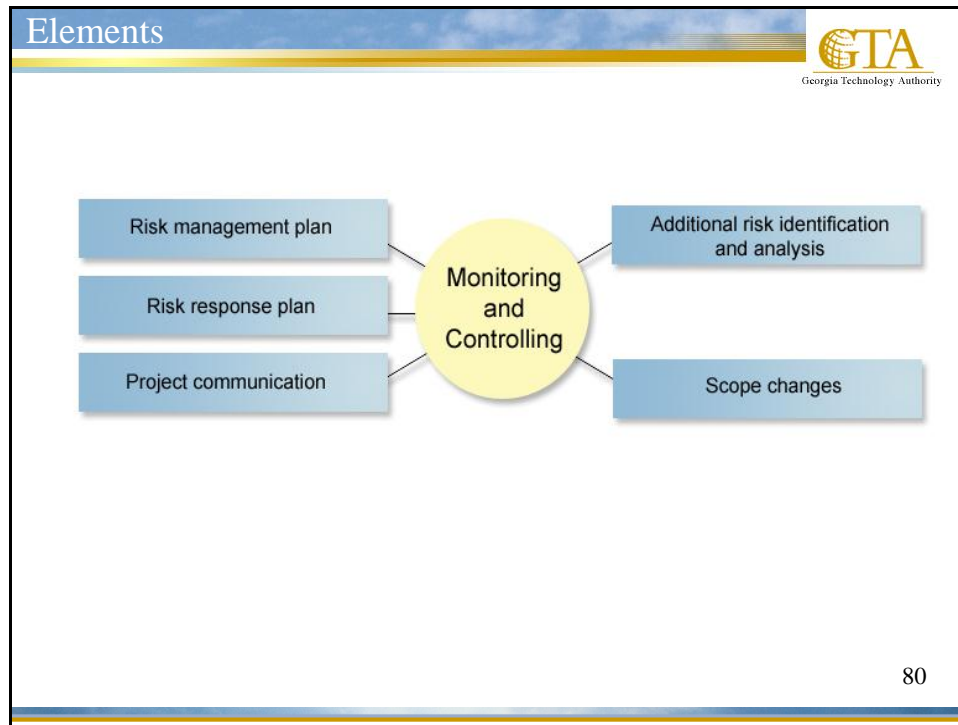 Elements
GTA
Georgia Technology Authority
Risk management plan
Risk response plan
Project communication
Monitoring
and
Controlling
Additional risk identification
and analysis
Scope changes
80